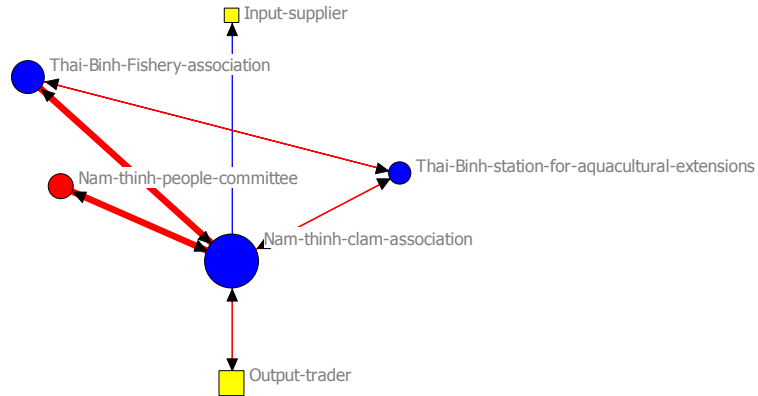 Input-supplier
Thai-Binh-Fishery-association
Thai-Binh-station-for-aquacultural-extensions
Nam-thinh-people-committee
Nam-thinh-clam-association
Output-trader